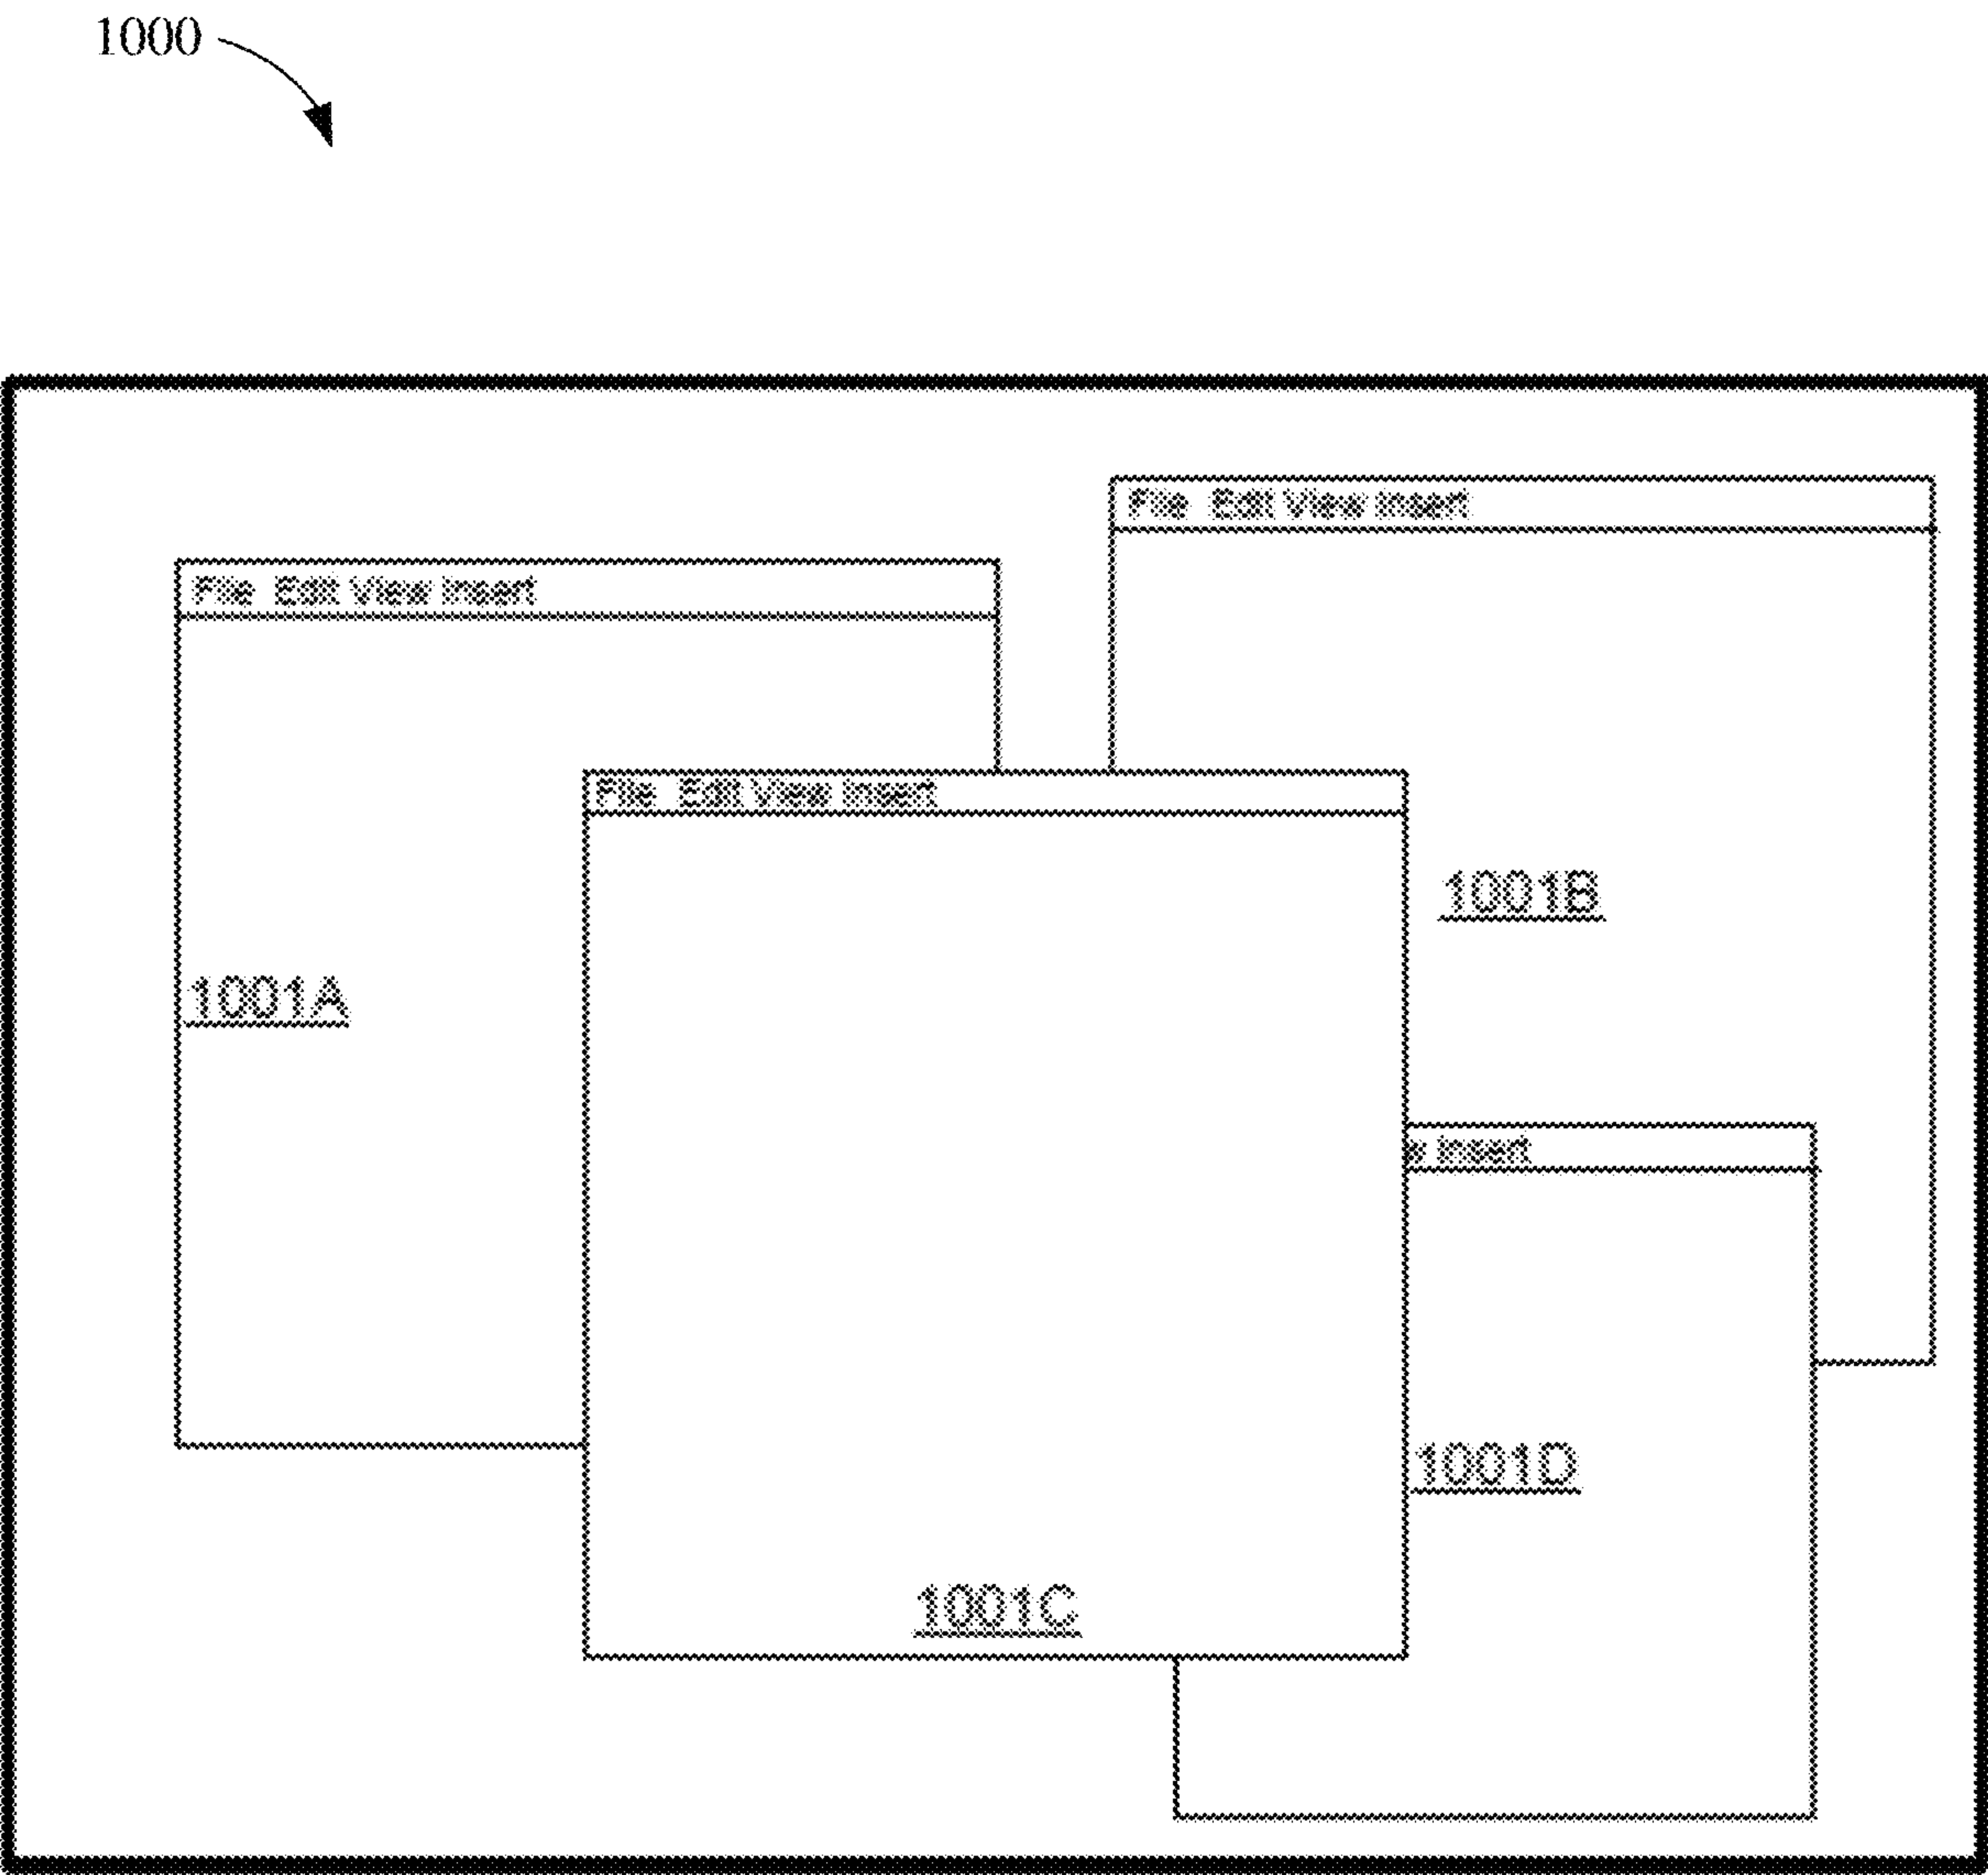 1000
File Edit View Insert
File Edit View Insert
File Edit View Insert
1001B
1001A
w Insert
1001D
1001C